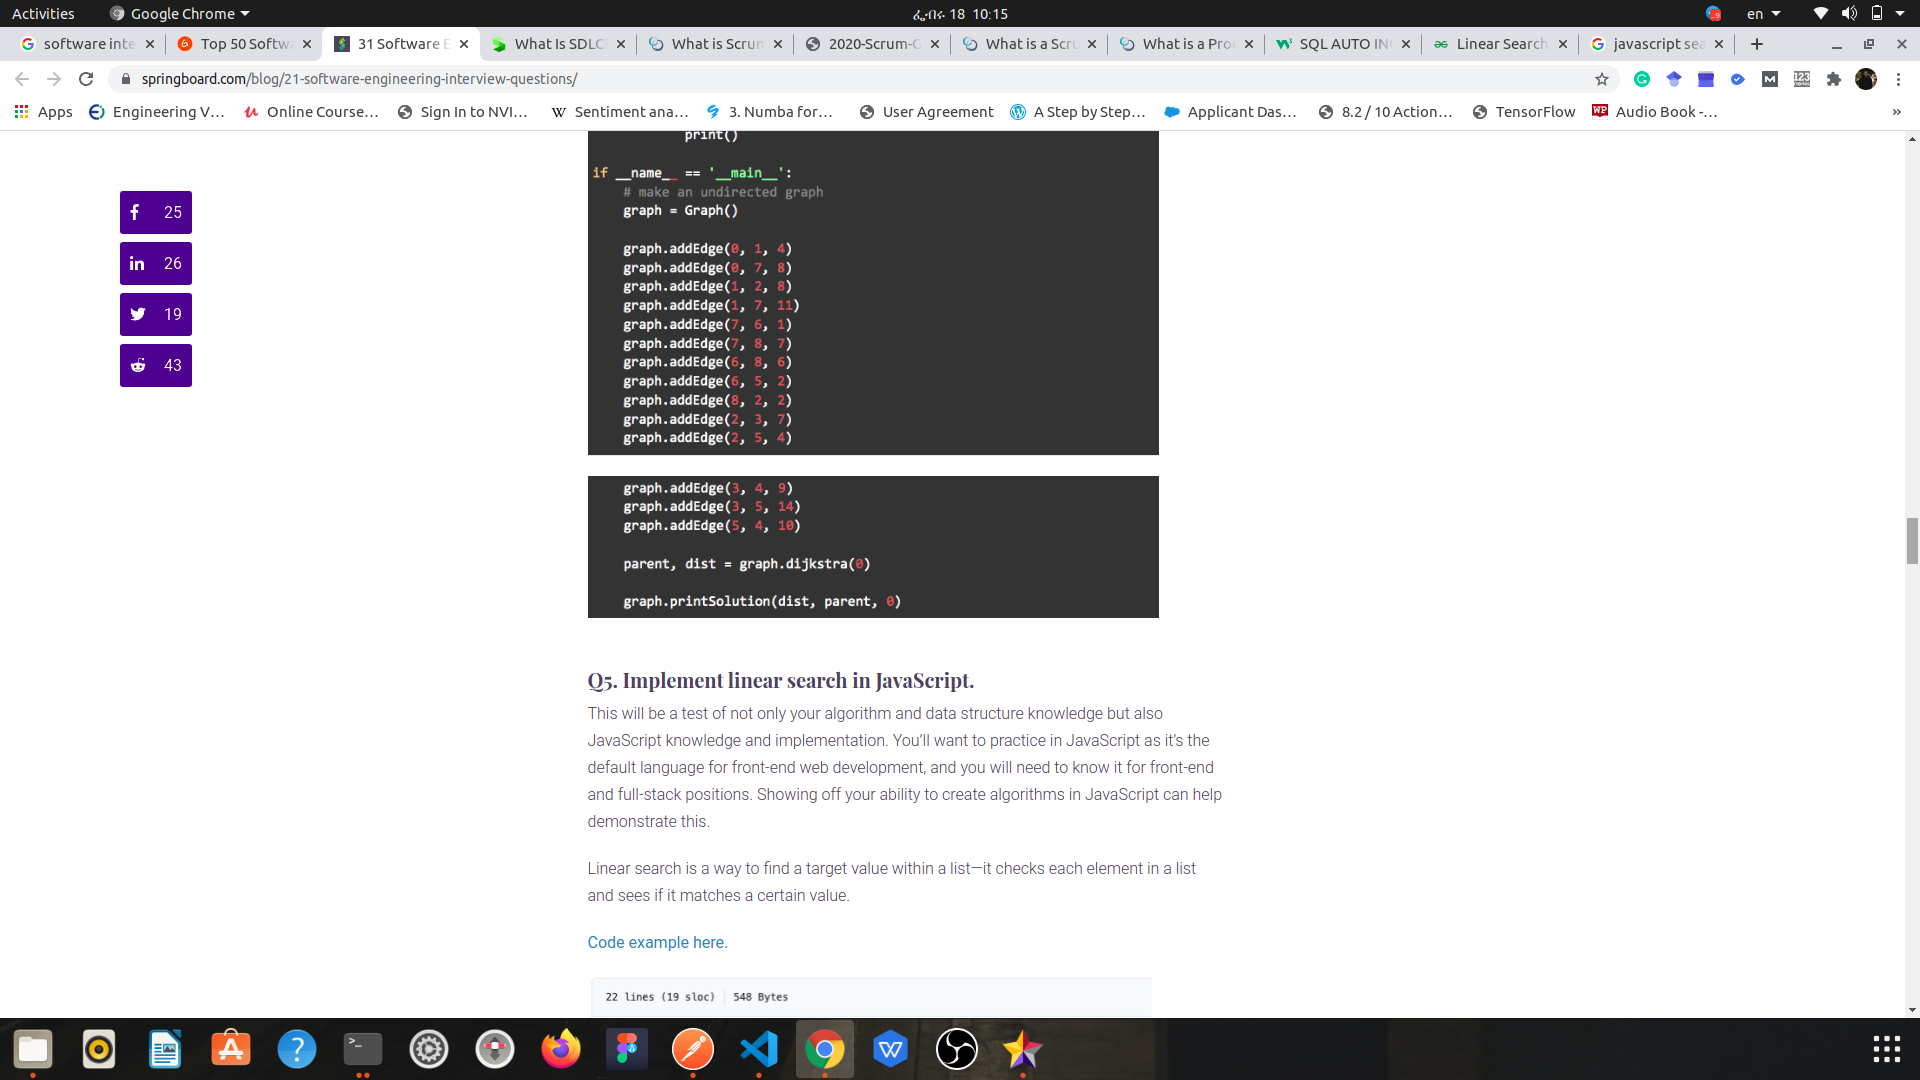 Activities
Google Chrome
ፌብሩ 18 10:15
en
software inte
Top 50 Softwa
31 Software E
What Is SDLC
What is Scrum
2020-Scrum-G
What is a Scru
What is a Pro
SQL AUTO IN
Linear Search
javascript sea
springboard.com/blog/21-software-engineering-interview-questions/
Apps
Engineering V...
Online Course...
Sign In to NVI...
Sentiment ana...
3. Numba for...
User Agreement
A Step by Step...
Applicant Das...
8.2 / 10 Action...
TensorFlow
Audio Book -...
»
25
26
19
43
print()
if __name__ == '__main__':
# make an undirected graph
graph = Graph()
graph.addEdge(0, 1, 4)
graph.addEdge(0, 7, 8)
graph.addEdge(1, 2, 8)
graph.addEdge(1, 7, 11)
graph.addEdge(7, 6, 1)
graph.addEdge(7, 8, 7)
graph.addEdge(6, 8, 6)
graph.addEdge(6, 5, 2)
graph.addEdge(8, 2, 2)
graph.addEdge(2, 3, 7)
graph.addEdge(2, 5, 4)
graph.addEdge(3, 4, 9)
graph.addEdge(3, 5, 14)
graph.addEdge(5, 4, 10)
parent, dist = graph.dijkstra(0)
graph.printSolution(dist, parent, 0)
Q5. Implement linear search in JavaScript.
This will be a test of not only your algorithm and data structure knowledge but also
JavaScript knowledge and implementation. You’ll want to practice in JavaScript as it’s the
default language for front-end web development, and you will need to know it for front-end
and full-stack positions. Showing off your ability to create algorithms in JavaScript can help
demonstrate this.
Linear search is a way to find a target value within a list—it checks each element in a list
and sees if it matches a certain value.
Code example here.
22 lines (19 sloc)
548 Bytes